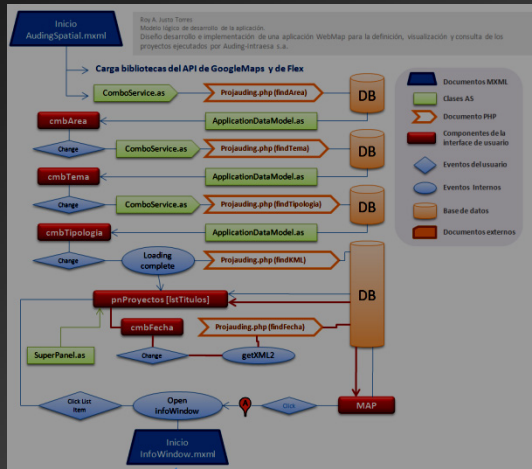 Inicio
AudingSpatial.mxml
Roy A. Justo Torres
Modelo lógico de desarrollo de la aplicación.
Diseño desarrollo e implementación de una aplicación WebMap para la definición, visualización y consulta de los
proyectos ejecutados por Auding-Intraesa s.a.
Carga bibliotecas del API de GoogleMaps y de Flex
ComboService.as
Projauding.php (findArea)
DB
cmbArea
ApplicationDataModel.as
Change
ComboService.as
Projauding.php (findTema)
DB
cmbTema
ApplicationDataModel.as
Change
ComboService.as
Projauding.php (findTipologia)
DB
cmbTipologia
ApplicationDataModel.as
Change
Loading
complete
Projauding.php (findKML)
DB
pnProyectos [lstTitulos]
cmbFecha
Projauding.php (findFecha)
SuperPanel.as
Change
getXML2
Click List
Item
Open
InfoWindow
A
Click
MAP
Inicio
InfoWindow.mxml
Documentos MXML
Clases AS
Documento PHP
Componentes de la
interface de usuario
Eventos del usuario
Eventos Internos
Base de datos
Documentos externos